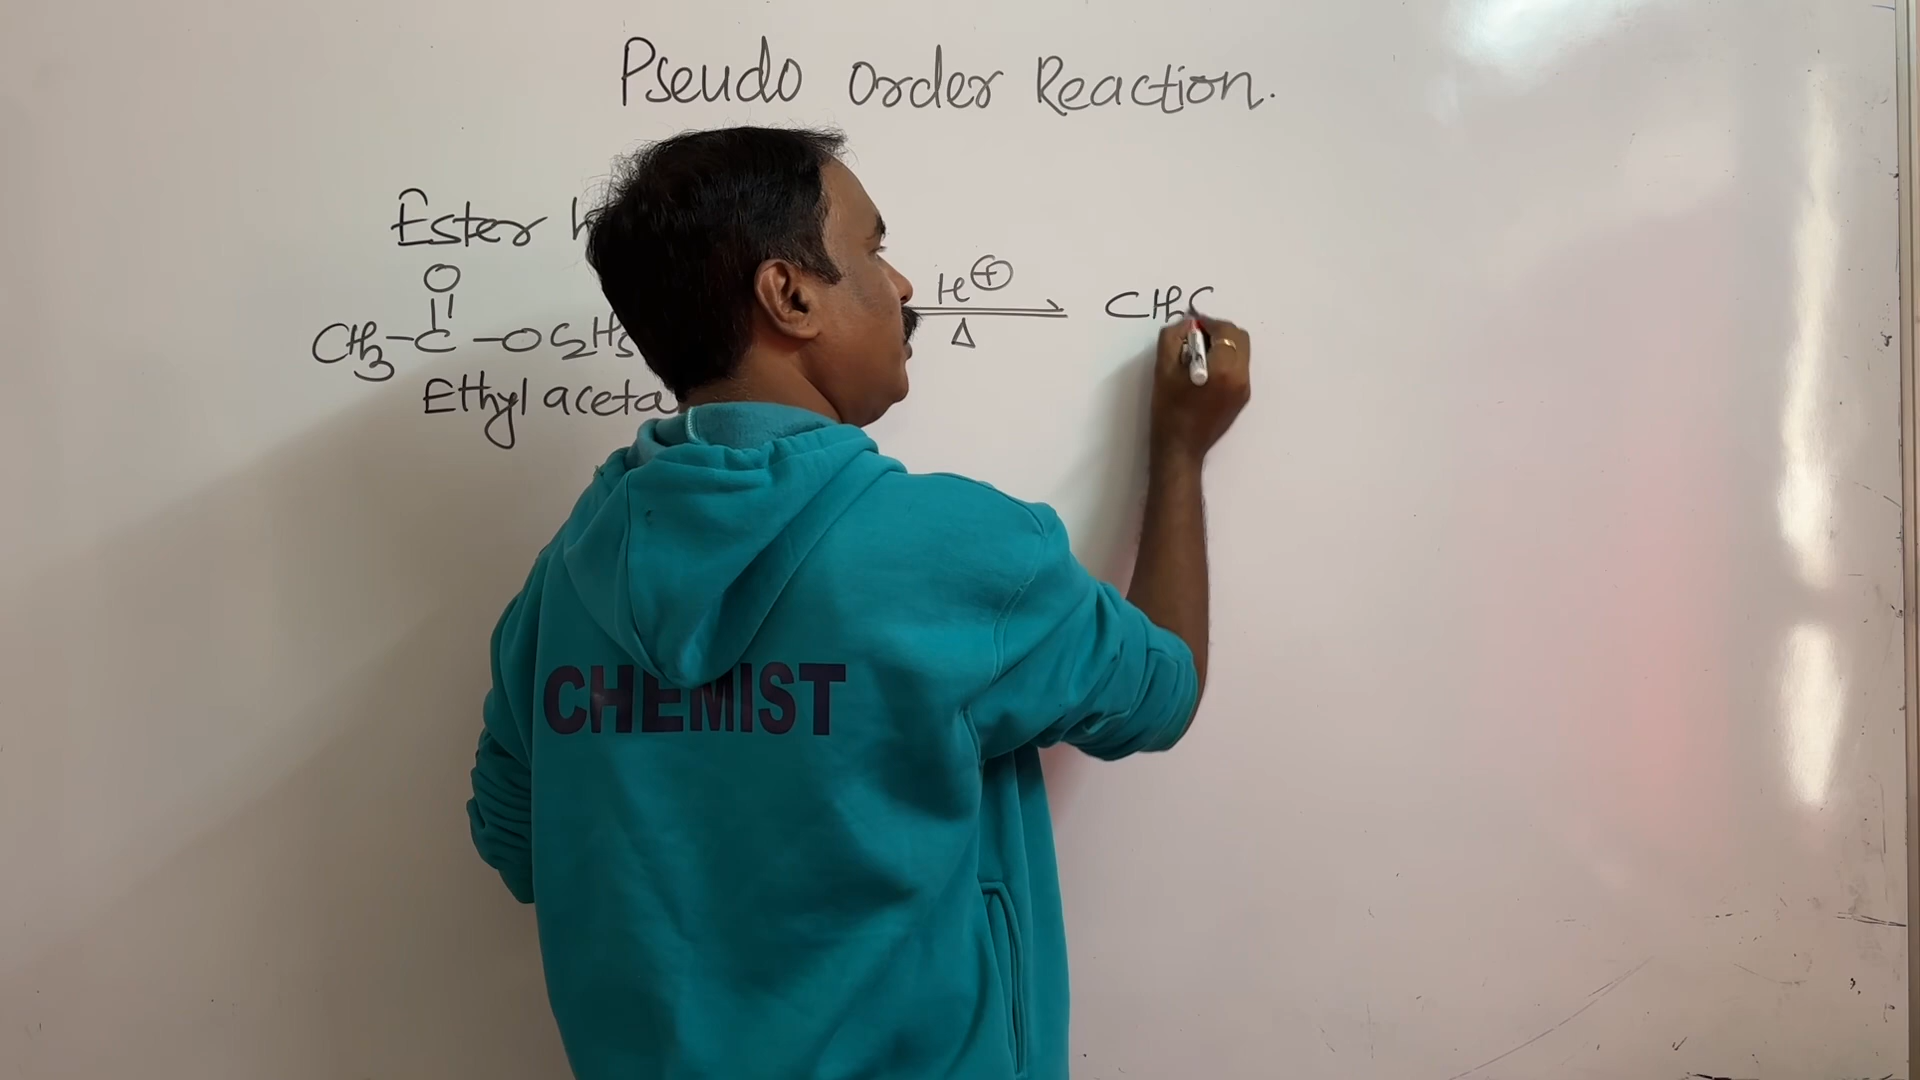 Pseudo Order Reaction.
Ester h
O
CH3-C-OC2H5
Ethyl aceta
H⊕
Δ
CH3C
CHEMIST